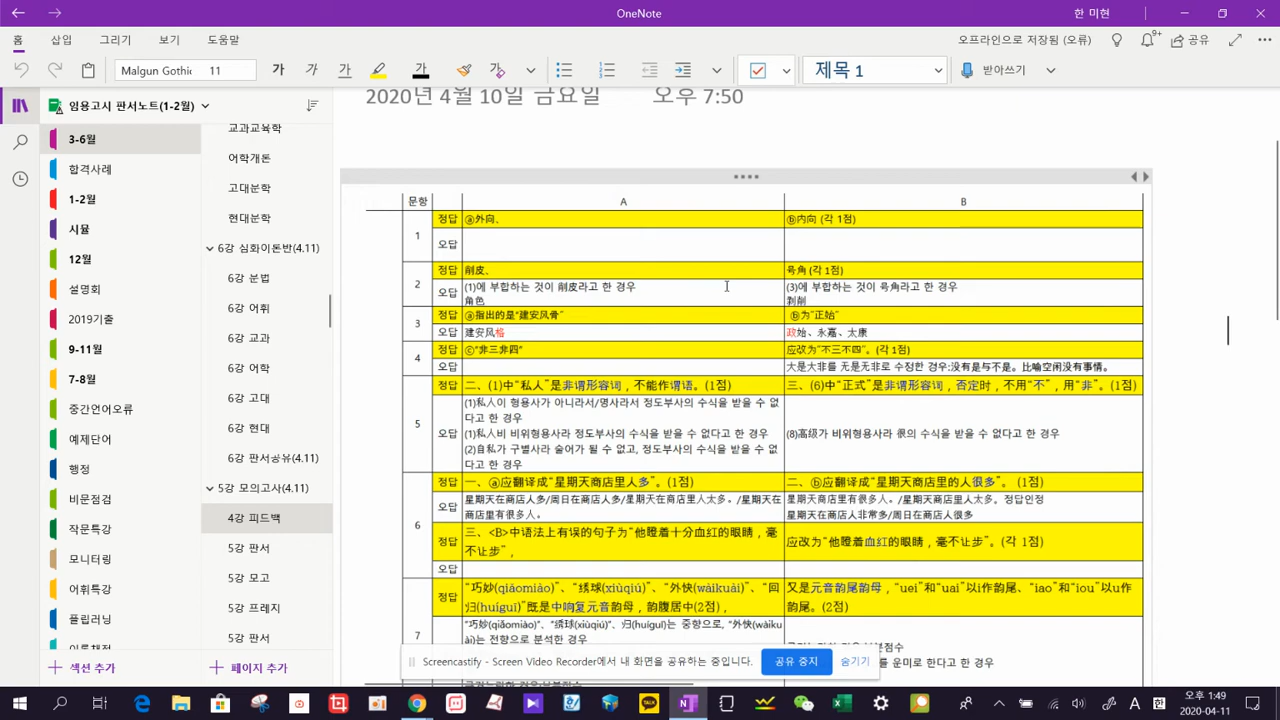 OneNote
한 미현
홈 삽입 그리기 보기 도움말
오프라인으로 저장됨 (오류) 9+ 공유
Malgun Gothic 11 가 가 가 가 제목 1 받아쓰기
임용고시 판서노트(1-2월)
3-6월
합격사례
1-2월
시율
12월
설명회
2019기출
9-11월
7-8월
중간언어오류
예제단어
행정
비문점검
작문특강
모니터링
어휘특강
플립러닝
섹션 추가
교과교육학
어학개론
고대문학
현대문학
6강 심화이론반(4.11)
6강 문법
6강 어휘
6강 교과
6강 어학
6강 고대
6강 현대
6강 판서공유(4.11)
5강 모의고사(4.11)
4강 피드백
5강 판서
5강 모고
5강 프레지
5강 판서
페이지 추가
2020년 4월 10일 금요일 오후 7:50
문항 A B
1 정답 ⓐ外向、 ⓑ内向 (각 1점)
오답
2 정답 削皮、 号角 (각 1점)
오답 (1)에 부합하는 것이 削皮라고 한 경우 (3)에 부합하는 것이 号角라고 한 경우
角色 剥削
3 정답 ⓐ指出的是“建安风骨” ⓑ为“正始”
오답 建安风格 政始、永嘉、太康
4 정답 ⓒ“非三非四” 应改为“不三不四”。(각 1점)
오답 大是大非를 无是无非로 수정한 경우:没有是与不是。比喻空闲没有事情。
5 정답 二、(1)中“私人”是非谓形容词，不能作谓语。(1점) 三、(6)中“正式”是非谓形容词，否定时，不用“不”，用“非”。(1점)
오답 (1)私人이 형용사가 아니라서/명사라서 정도부사의 수식을 받을 수 없
다고 한 경우
(1)私人비 비위형용사라 정도부사의 수식을 받을 수 없다고 한 경우 (8)高级가 비위형용사라 很의 수식을 받을 수 없다고 한 경우
(2)自私가 구별사라 술어가 될 수 없고, 정도부사의 수식을 받을 수 없
다고 한 경우
6 정답 一、ⓐ应翻译成“星期天商店里人多”。(1점) 二、ⓑ应翻译成“星期天商店里的人很多”。(1점)
오답 星期天在商店人多/周日在商店人多/星期天在商店里人太多。/星期天在 星期天商店里有很多人。/星期天商店里人太多。정답인정
商店里有很多人。 星期天在商店人非常多/周日在商店人很多
정답 三、<B>中语法上有误的句子为“他瞪着十分血红的眼睛，毫
不让步”， 应改为“他瞪着血红的眼睛，毫不让步”。(각 1점)
오답
7 정답 “巧妙(qiǎomiào)”、“绣球(xiùqiú)”、“外快(wàikuài)”、“回 又是元音韵尾韵母，“uei”和“uai”以i作韵尾、“iao”和“iou”以u作
归(huíguī)”既是中响复元音韵母，韵腹居中(2점)， 韵尾。(2점)
“巧妙(qiǎomiào)”、“绣球(xiùqiú)”、归(huíguī)는 중향으로, “外快(wàiku
ài)는 전향으로 분석한 경우
를 운미로 한다고 한 경우
Screencastify - Screen Video Recorder에서 내 화면을 공유하는 중입니다. 공유 중지 숨기기
TALK
오후 1:49
2020-04-11